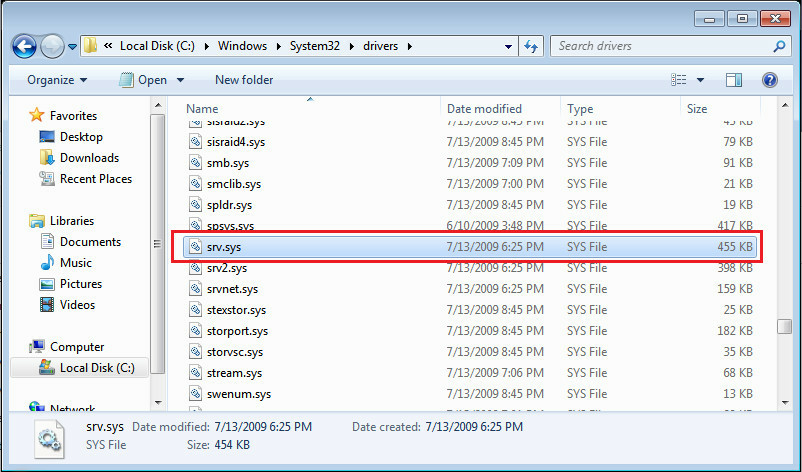 « Local Disk (C:) ▸ Windows ▸ System32 ▸ drivers ▸ Search drivers
Organize Open New folder
Favorites
Desktop
Downloads
Recent Places
Libraries
Documents
Music
Pictures
Videos
Computer
Local Disk (C:)
Network
Name Date modified Type Size
sisraid2.sys 7/13/2009 8:45 PM SYS File 43 KB
sisraid4.sys 7/13/2009 8:45 PM SYS File 79 KB
smb.sys 7/13/2009 7:09 PM SYS File 91 KB
smclib.sys 7/13/2009 7:00 PM SYS File 21 KB
spldr.sys 7/13/2009 8:45 PM SYS File 19 KB
spsys.sys 6/10/2009 3:48 PM SYS File 417 KB
srv.sys 7/13/2009 6:25 PM SYS File 455 KB
srv2.sys 7/13/2009 6:25 PM SYS File 398 KB
srvnet.sys 7/13/2009 6:25 PM SYS File 159 KB
stexstor.sys 7/13/2009 8:45 PM SYS File 25 KB
storport.sys 7/13/2009 8:45 PM SYS File 182 KB
storvsc.sys 7/13/2009 8:45 PM SYS File 35 KB
stream.sys 7/13/2009 7:06 PM SYS File 68 KB
swenum.sys 7/13/2009 8:45 PM SYS File 13 KB
srv.sys Date modified: 7/13/2009 6:25 PM Date created: 7/13/2009 6:25 PM
SYS File Size: 454 KB